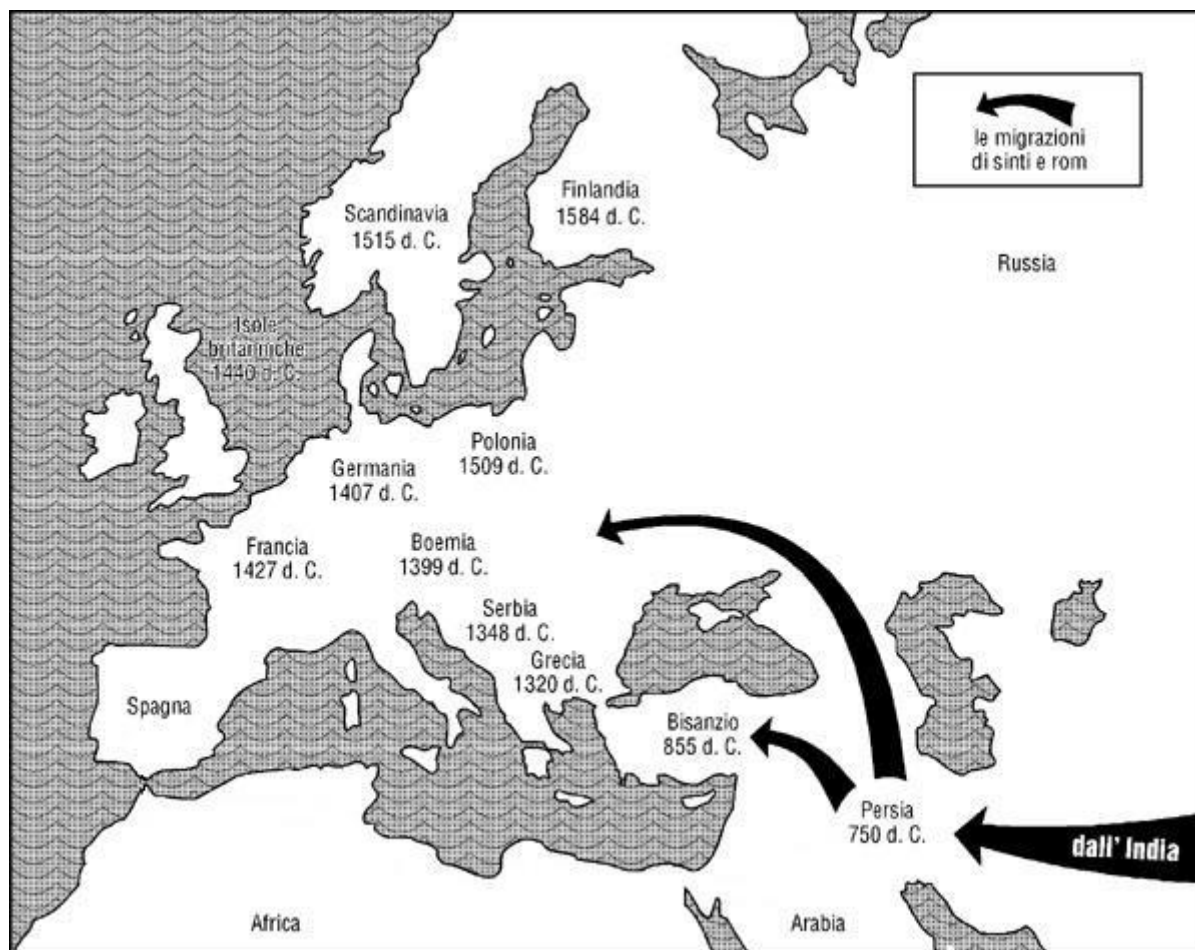 le migrazioni
di sinti e rom
Finlandia
1584 d. C.
Scandinavia
1515 d. C.
Russia
Isole
britanniche
1440 d. C.
Polonia
1509 d. C.
Germania
1407 d. C.
Francia
1427 d. C.
Boemia
1399 d. C.
Serbia
1348 d. C.
Grecia
1320 d. C.
Spagna
Bisanzio
855 d. C.
Persia
750 d. C.
dall' India
Africa
Arabia